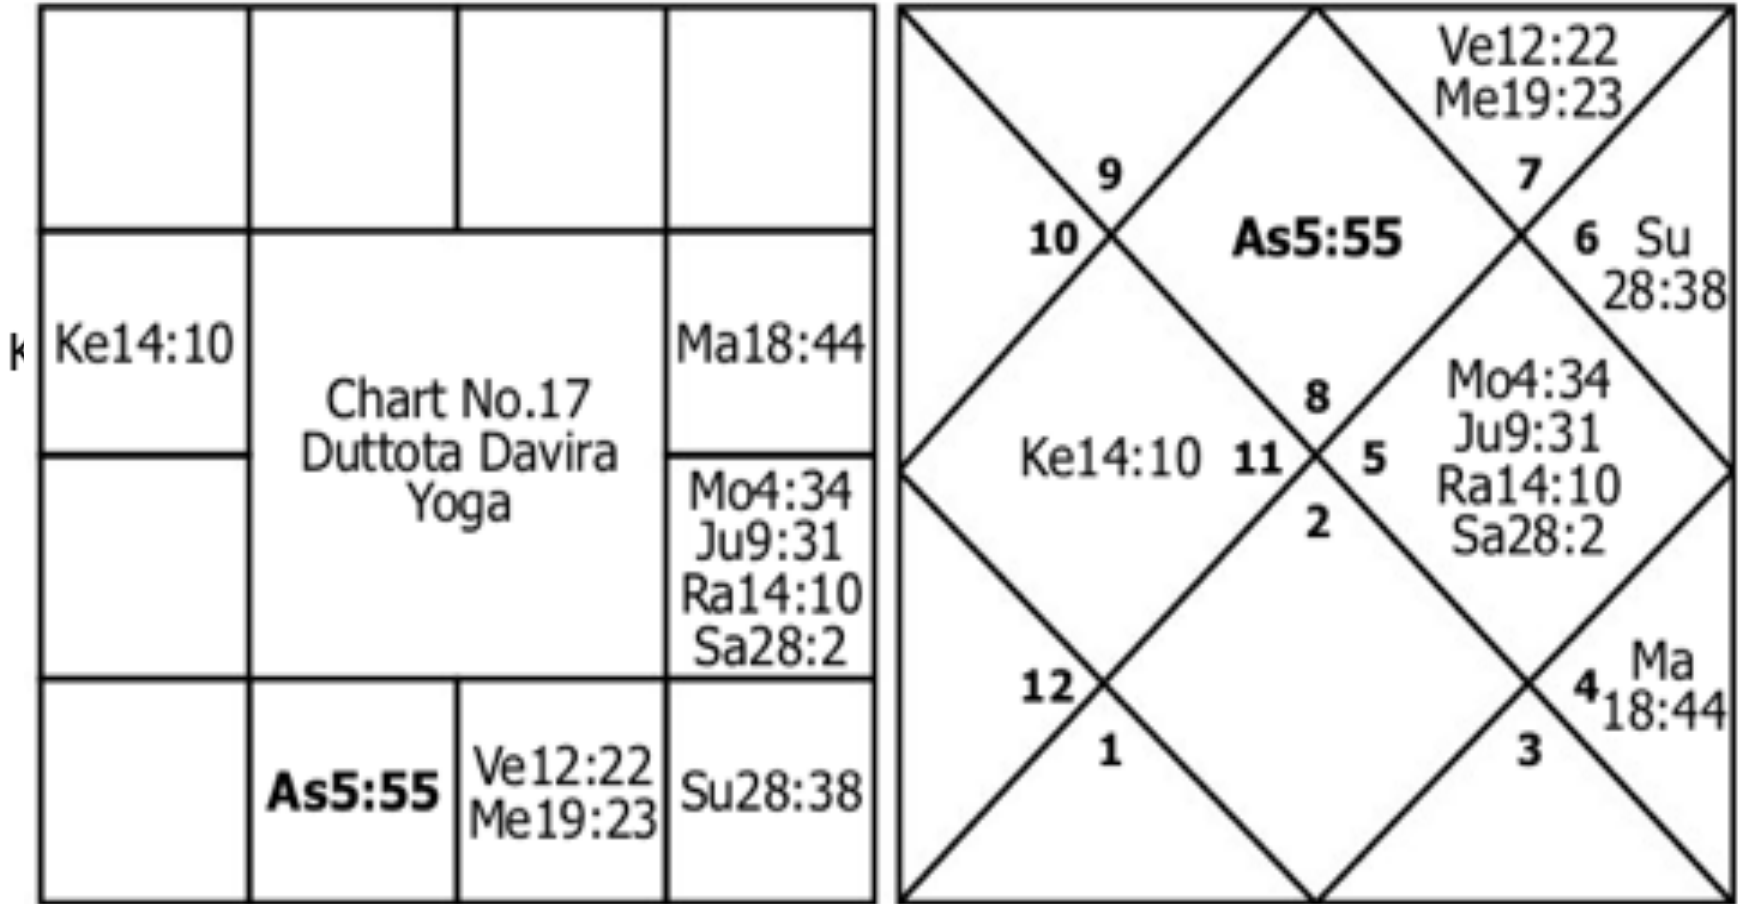 K
Ke14:10
Ma18:44
Chart No.17
Duttota Davira
Yoga
Mo4:34
Ju9:31
Ra14:10
Sa28:2
As5:55
Ve12:22
Me19:23
Su28:38
Ve12:22
Me19:23
9
7
10
As5:55
6 Su
28:38
8
Mo4:34
Ju9:31
Ra14:10
Sa28:2
Ke14:10 11
5
2
12
1
4 Ma
18:44
3